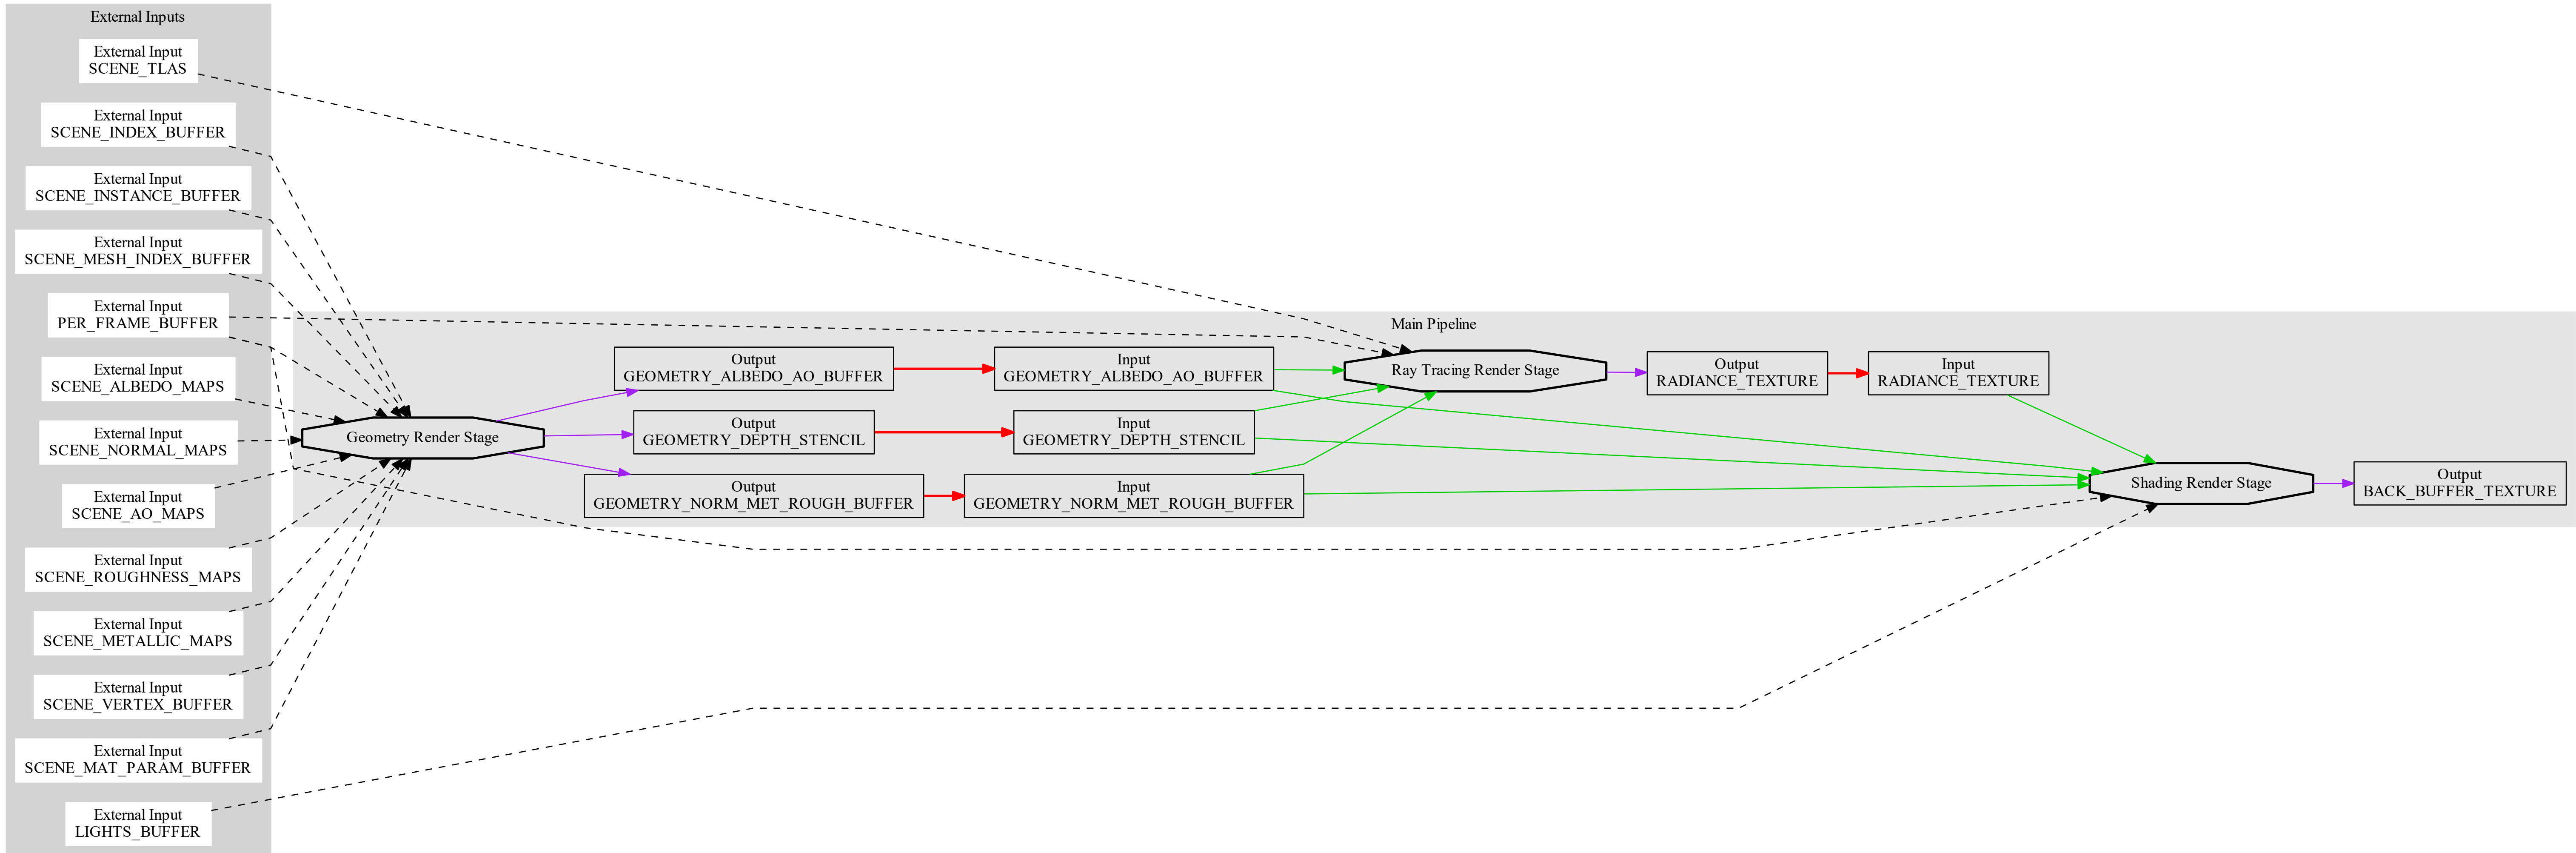 External Inputs
External Input
SCENE_TLAS
External Input
SCENE_INDEX_BUFFER
External Input
SCENE_INSTANCE_BUFFER
External Input
SCENE_MESH_INDEX_BUFFER
External Input
PER_FRAME_BUFFER
External Input
SCENE_ALBEDO_MAPS
External Input
SCENE_NORMAL_MAPS
External Input
SCENE_AO_MAPS
External Input
SCENE_ROUGHNESS_MAPS
External Input
SCENE_METALLIC_MAPS
External Input
SCENE_VERTEX_BUFFER
External Input
SCENE_MAT_PARAM_BUFFER
External Input
LIGHTS_BUFFER
Main Pipeline
Geometry Render Stage
Output
GEOMETRY_ALBEDO_AO_BUFFER
Output
GEOMETRY_DEPTH_STENCIL
Output
GEOMETRY_NORM_MET_ROUGH_BUFFER
Input
GEOMETRY_ALBEDO_AO_BUFFER
Input
GEOMETRY_DEPTH_STENCIL
Input
GEOMETRY_NORM_MET_ROUGH_BUFFER
Ray Tracing Render Stage
Output
RADIANCE_TEXTURE
Input
RADIANCE_TEXTURE
Shading Render Stage
Output
BACK_BUFFER_TEXTURE